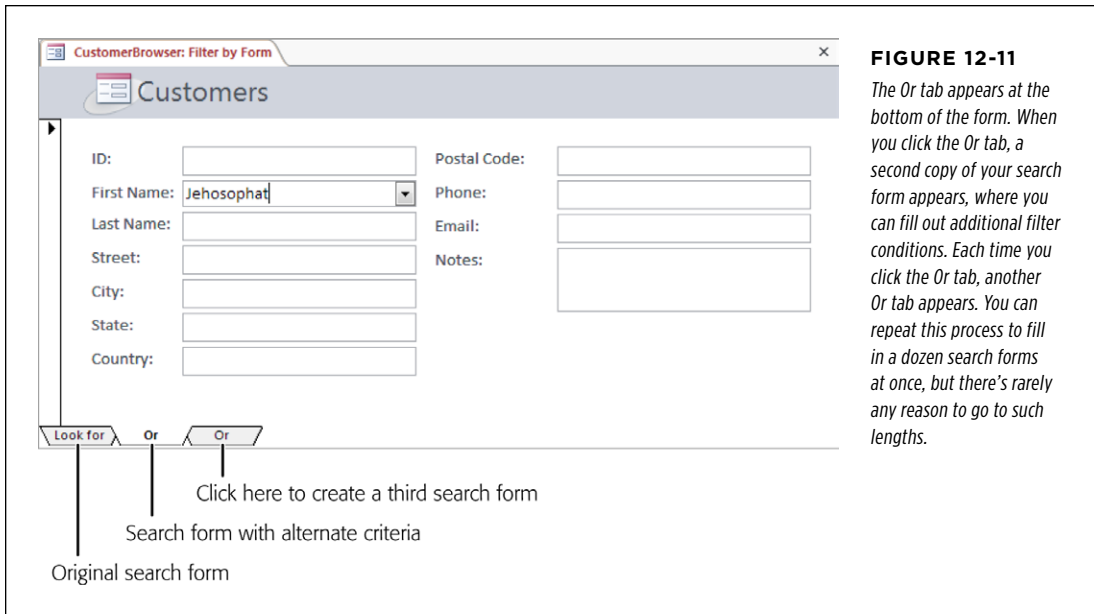 CustomerBrowser: Filter by Form
×
Customers
ID:
First Name: Jehosophat
Last Name:
Street:
City:
State:
Country:
Postal Code:
Phone:
Email:
Notes:
Look for Or Or
Click here to create a third search form
Search form with alternate criteria
Original search form
FIGURE 12-11
The Or tab appears at the
bottom of the form. When
you click the Or tab, a
second copy of your search
form appears, where you
can fill out additional filter
conditions. Each time you
click the Or tab, another
Or tab appears. You can
repeat this process to fill
in a dozen search forms
at once, but there’s rarely
any reason to go to such
lengths.